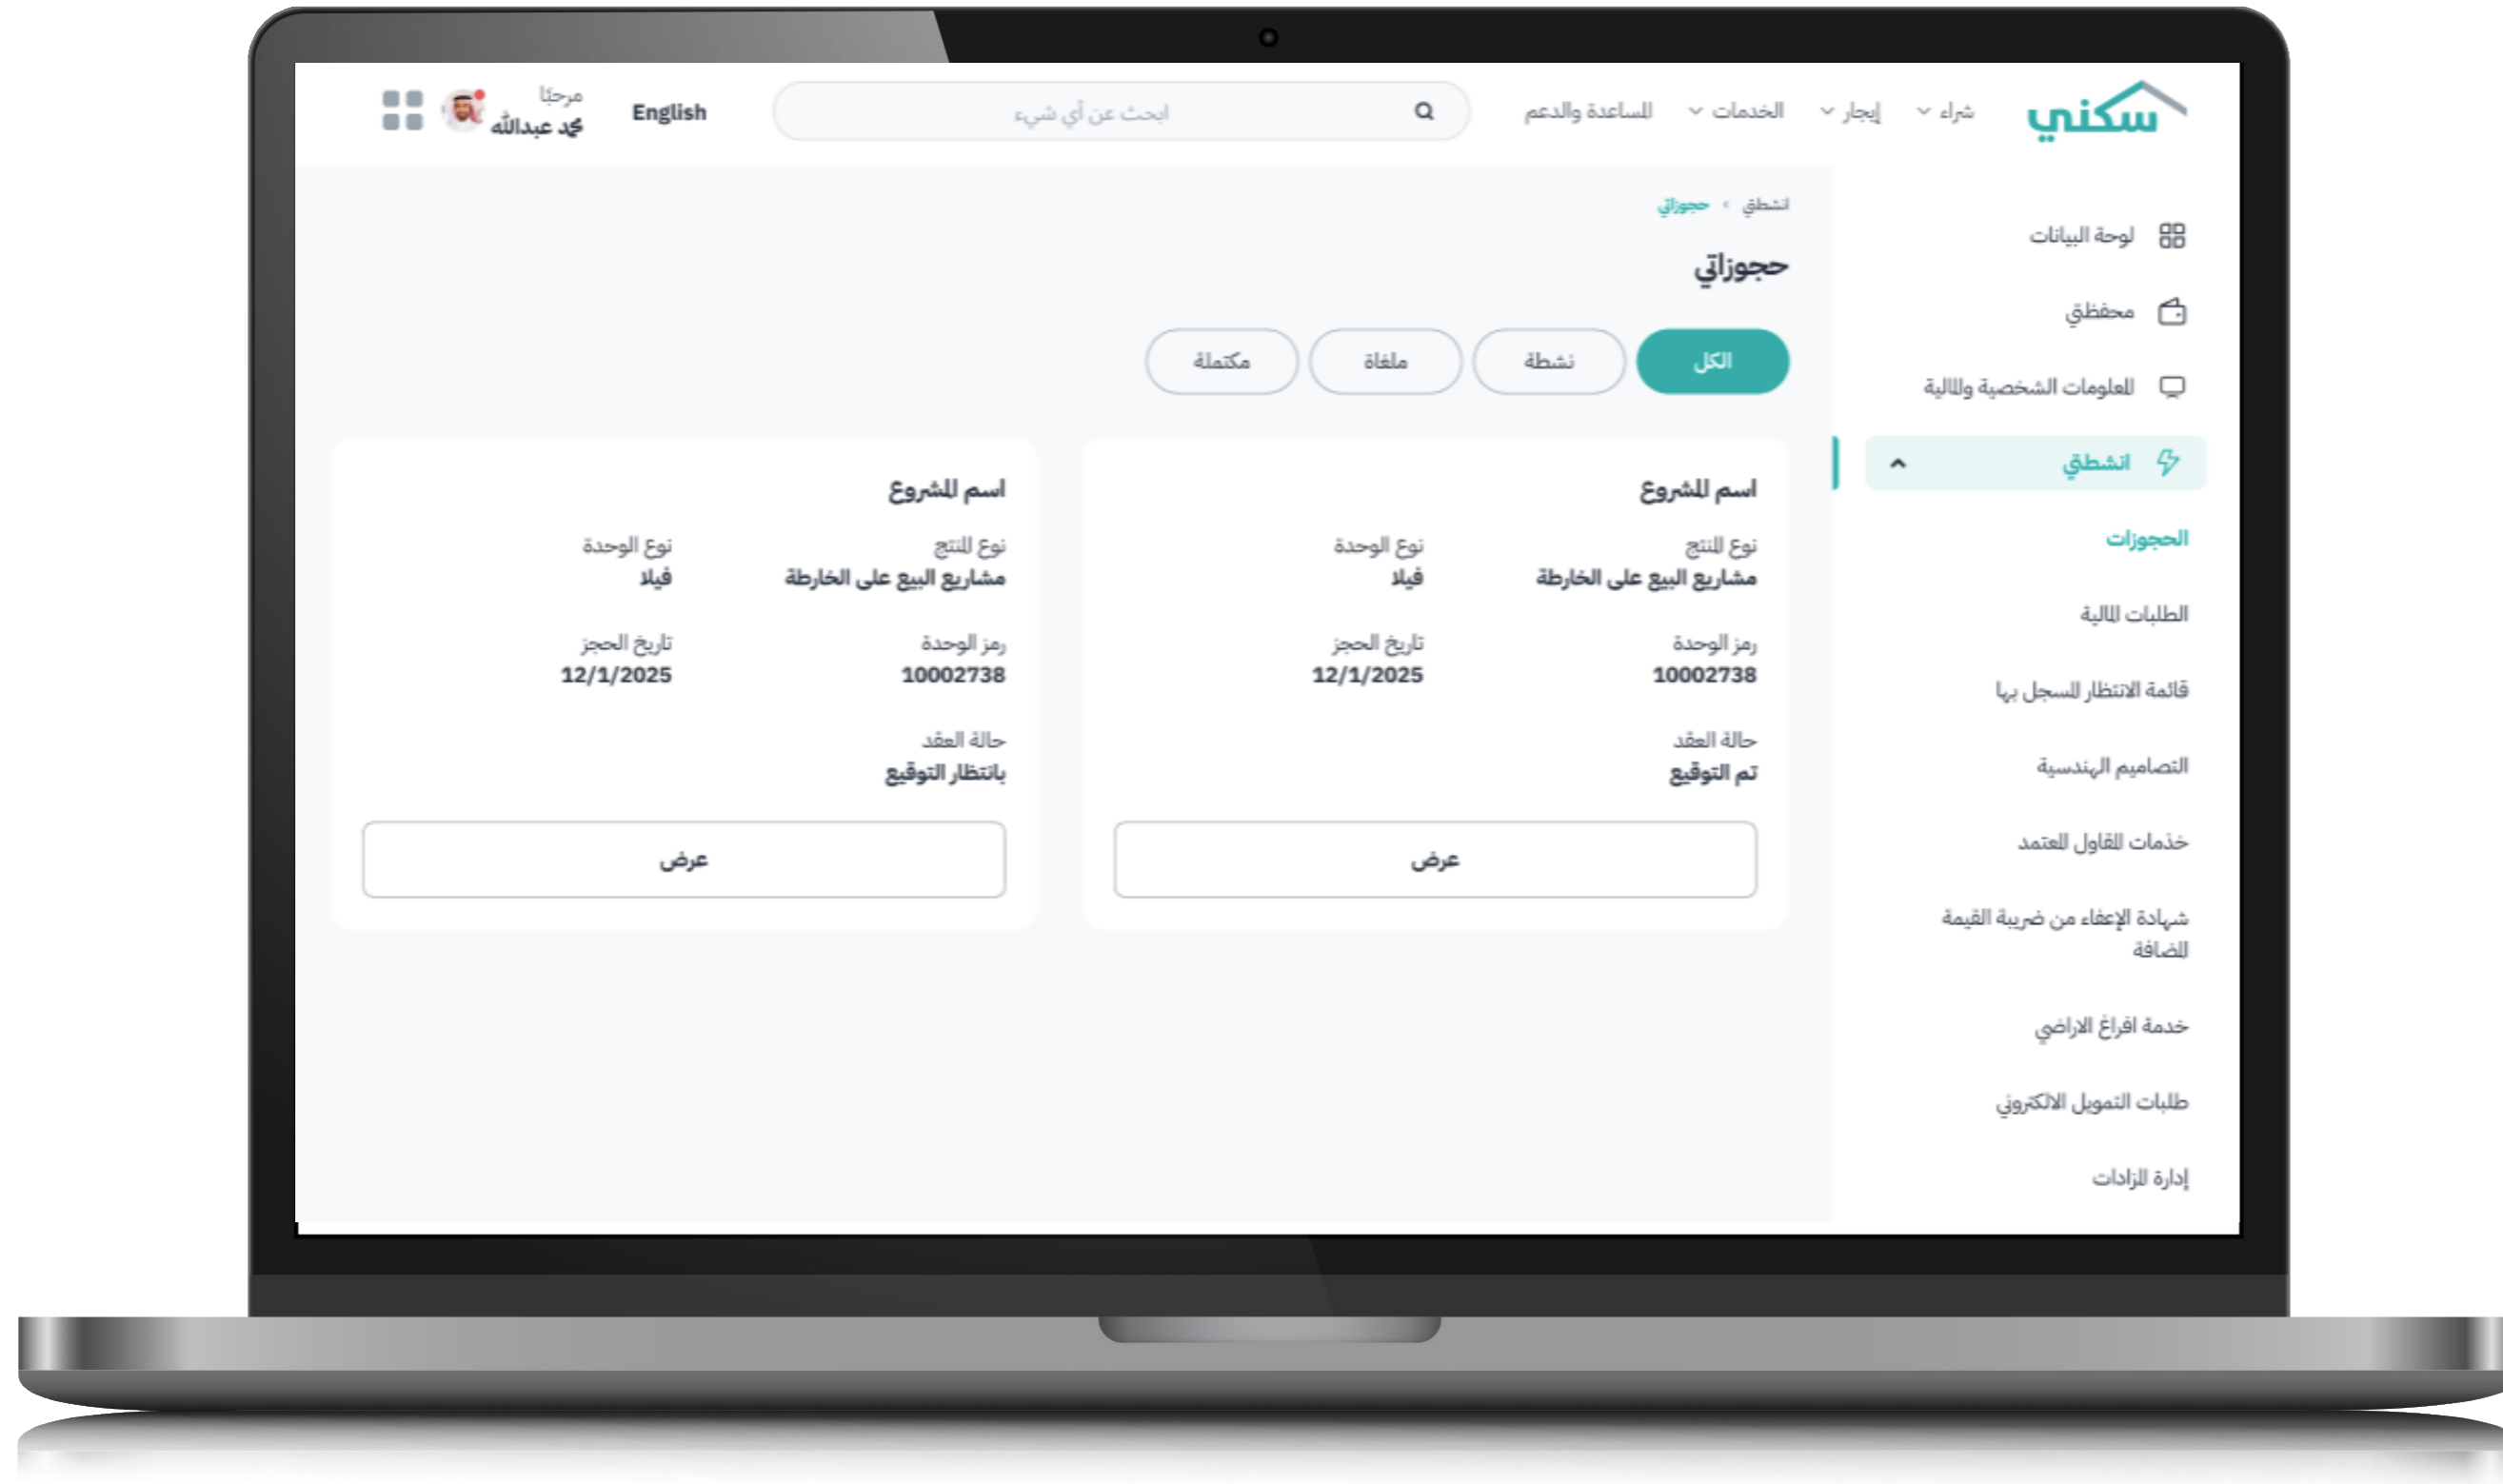 سكني
شراء
إيجار
الخدمات
المساعدة والدعم
ابحث عن أي شيء
English
مرحبًا
محمد عبدالله
لوحة البيانات
محفظتي
المعلومات الشخصية والمالية
انشطتي
الحجوزات
الطلبات المالية
قائمة الانتظار المسجل بها
التصاميم الهندسية
خدمات المقاول المعتمد
شهادة الإعفاء من ضريبة القيمة
المضافة
خدمة افراغ الاراضي
طلبات التمويل الالكتروني
إدارة المزادات
انشطتي › حجوزاتي
حجوزاتي
الكل
نشطة
ملغاة
مكتملة
اسم المشروع
نوع المنتج
مشاريع البيع على الخارطة
نوع الوحدة
فيلا
رمز الوحدة
10002738
تاريخ الحجز
12/1/2025
حالة العقد
تم التوقيع
عرض
اسم المشروع
نوع المنتج
مشاريع البيع على الخارطة
نوع الوحدة
فيلا
رمز الوحدة
10002738
تاريخ الحجز
12/1/2025
حالة العقد
بانتظار التوقيع
عرض